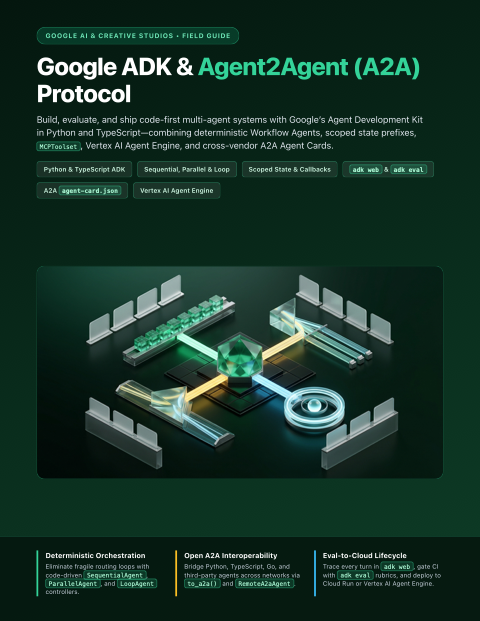 GOOGLE AI & CREATIVE STUDIOS • FIELD GUIDE
Google ADK & Agent2Agent (A2A)
Protocol
Build, evaluate, and ship code-first multi-agent systems with Google's Agent Development Kit
in Python and TypeScript—combining deterministic Workflow Agents, scoped state prefixes,
MCPToolset, Vertex AI Agent Engine, and cross-vendor A2A Agent Cards.
Python & TypeScript ADK
Sequential, Parallel & Loop
Scoped State & Callbacks
adk web & adk eval
A2A agent-card.json
Vertex AI Agent Engine
Deterministic Orchestration
Eliminate fragile routing loops with
code-driven SequentialAgent,
ParallelAgent, and LoopAgent
controllers.
Open A2A Interoperability
Bridge Python, TypeScript, Go, and
third-party agents across networks via
to_a2a() and RemoteA2aAgent.
Eval-to-Cloud Lifecycle
Trace every turn in adk web, gate CI
with adk eval rubrics, and deploy to
Cloud Run or Vertex AI Agent Engine.